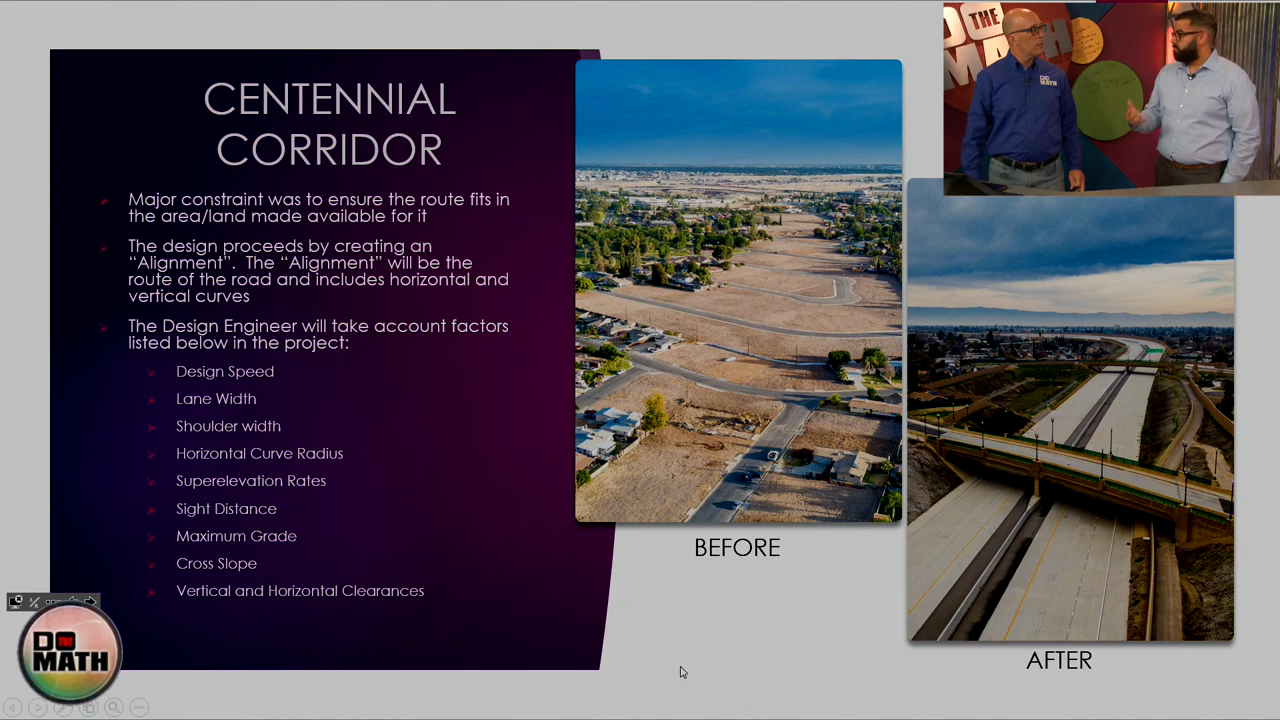 CENTENNIAL
CORRIDOR
Major constraint was to ensure the route fits in
the area/land made available for it
The design proceeds by creating an
“Alignment”. The “Alignment” will be the
route of the road and includes horizontal and
vertical curves
The Design Engineer will take account factors
listed below in the project:
Design Speed
Lane Width
Shoulder width
Horizontal Curve Radius
Superelevation Rates
Sight Distance
Maximum Grade
Cross Slope
Vertical and Horizontal Clearances
BEFORE
AFTER
DO THE
MATH
DO THE
MATH
DO
MATH